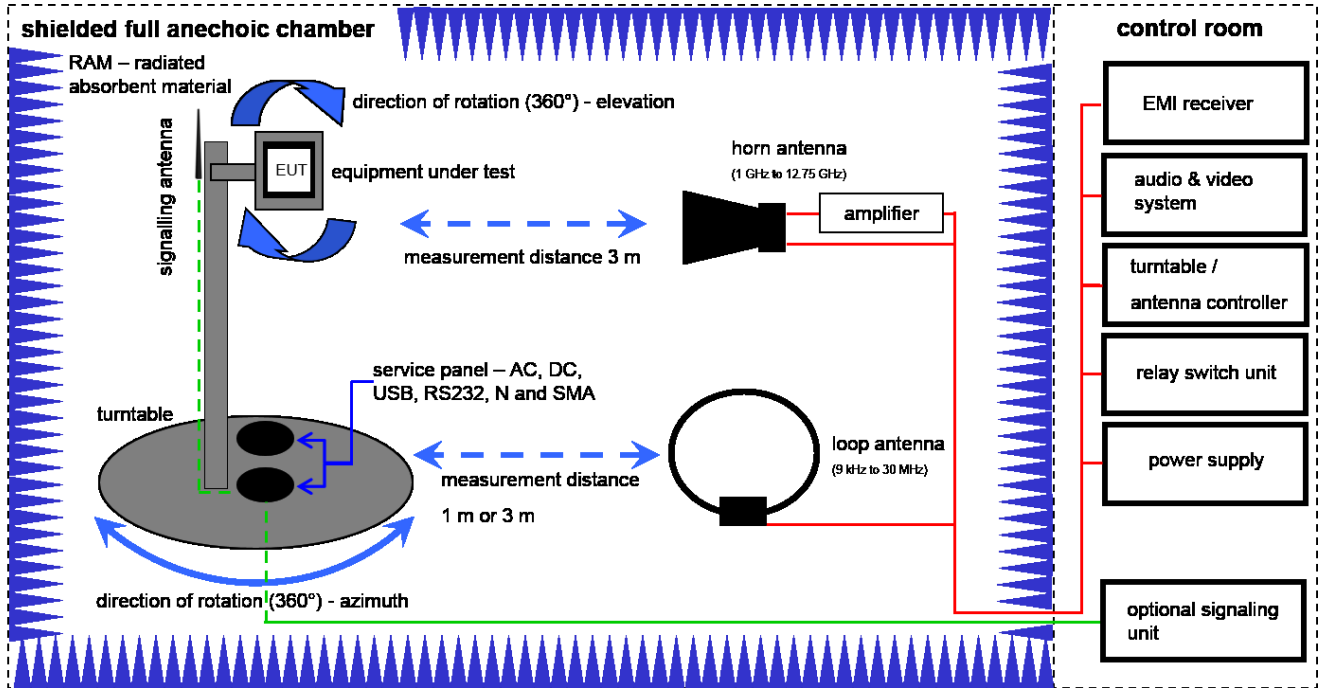 shielded full anechoic chamber
RAM – radiated
absorbent material
direction of rotation (360°) - elevation
signalling antenna
EUT
equipment under test
horn antenna
(1 GHz to 12.75 GHz)
amplifier
measurement distance 3 m
service panel – AC, DC,
USB, RS232, N and SMA
turntable
loop antenna
(9 kHz to 30 MHz)
measurement distance
1 m or 3 m
direction of rotation (360°) - azimuth
control room
EMI receiver
audio & video
system
turntable /
antenna controller
relay switch unit
power supply
optional signaling
unit